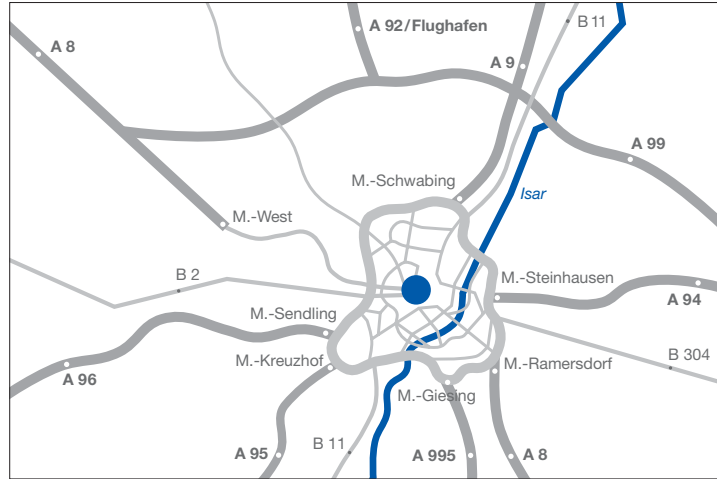 A 92/Flughafen
B 11
A 8
A 9
A 99
M.-Schwabing
Isar
M.-West
B 2
M.-Steinhausen
A 94
M.-Sendling
B 304
M.-Kreuzhof
M.-Ramersdorf
A 96
M.-Giesing
B 11
A 95
A 995
A 8